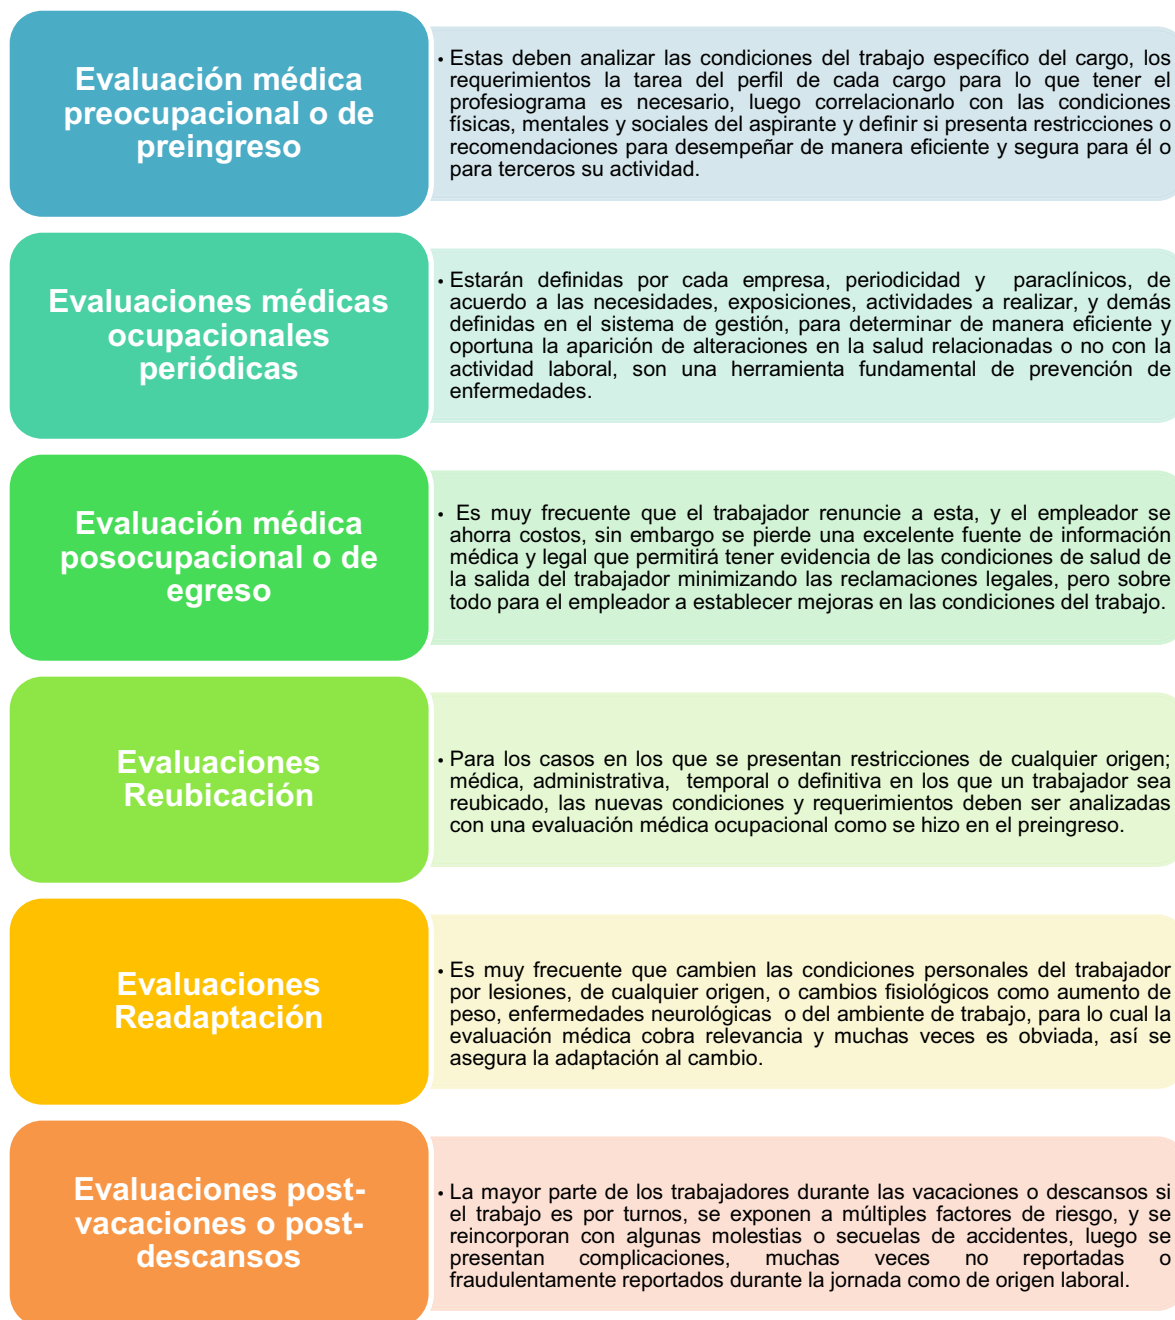 Evaluación médica
preocupacional o de
preingreso
• Estas deben analizar las condiciones del trabajo específico del cargo, los
requerimientos la tarea del perfil de cada cargo para lo que tener el
profesiograma es necesario, luego correlacionarlo con las condiciones
físicas, mentales y sociales del aspirante y definir si presenta restricciones o
recomendaciones para desempeñar de manera eficiente y segura para él o
para terceros su actividad.
Evaluaciones médicas
ocupacionales
periódicas
• Estarán definidas por cada empresa, periodicidad y paraclínicos, de
acuerdo a las necesidades, exposiciones, actividades a realizar, y demás
definidas en el sistema de gestión, para determinar de manera eficiente y
oportuna la aparición de alteraciones en la salud relacionadas o no con la
actividad laboral, son una herramienta fundamental de prevención de
enfermedades.
Evaluación médica
posocupacional o de
egreso
• Es muy frecuente que el trabajador renuncie a esta, y el empleador se
ahorra costos, sin embargo se pierde una excelente fuente de información
médica y legal que permitirá tener evidencia de las condiciones de salud de
la salida del trabajador minimizando las reclamaciones legales, pero sobre
todo para el empleador a establecer mejoras en las condiciones del trabajo.
Evaluaciones
Reubicación
• Para los casos en los que se presentan restricciones de cualquier origen;
médica, administrativa, temporal o definitiva en los que un trabajador sea
reubicado, las nuevas condiciones y requerimientos deben ser analizadas
con una evaluación médica ocupacional como se hizo en el preingreso.
Evaluaciones
Readaptación
• Es muy frecuente que cambien las condiciones personales del trabajador
por lesiones, de cualquier origen, o cambios fisiológicos como aumento de
peso, enfermedades neurológicas o del ambiente de trabajo, para lo cual la
evaluación médica cobra relevancia y muchas veces es obviada, así se
asegura la adaptación al cambio.
Evaluaciones post-
vacaciones o post-
descansos
• La mayor parte de los trabajadores durante las vacaciones o descansos si
el trabajo es por turnos, se exponen a múltiples factores de riesgo, y se
reincorporan con algunas molestias o secuelas de accidentes, luego se
presentan complicaciones, muchas veces no reportadas o
fraudulentamente reportados durante la jornada como de origen laboral.